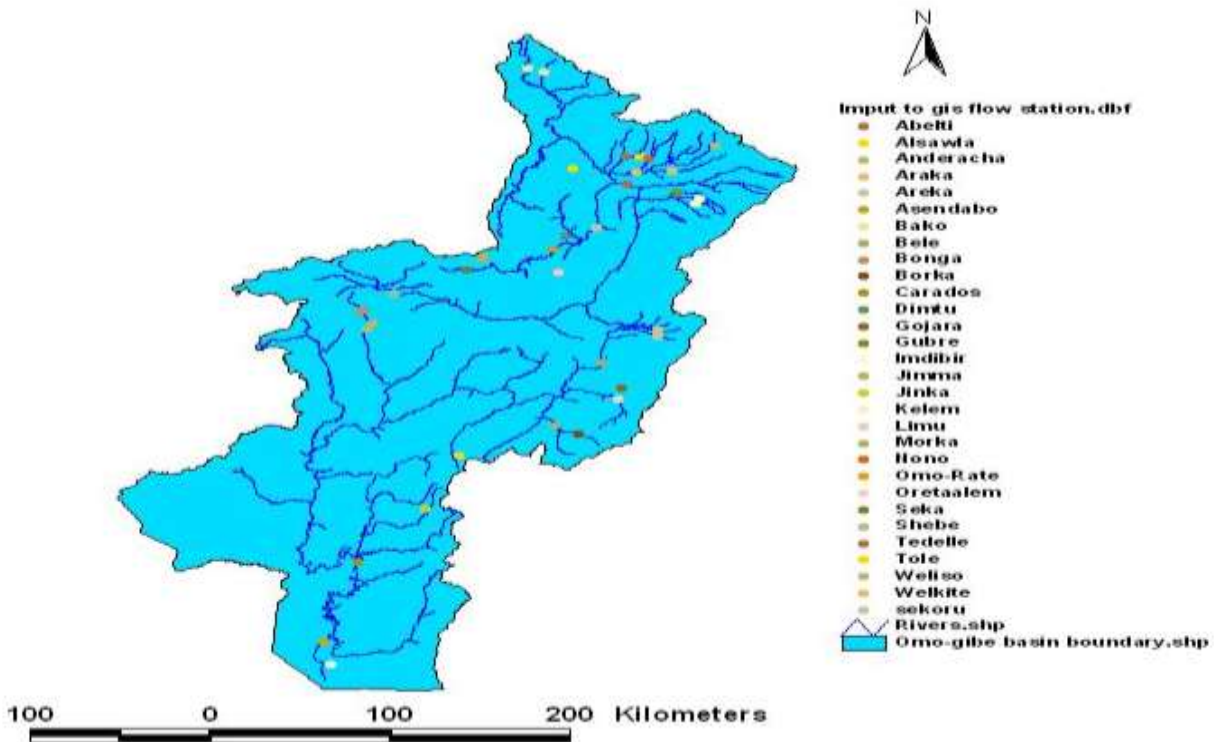 N
Imput to gis flow station.dbf
Abelti
Alsawla
Anderacha
Araka
Areka
Asendabo
Bako
Bele
Bonga
Borka
Carados
Dimtu
Gojara
Gubre
Imdibir
Jimma
Jinka
Kelem
Limu
Morka
Nono
Omo-Rate
Oretaalem
Seka
Shebe
Tedelle
Tole
Weliso
Welkite
sekoru
Rivers.shp
Omo-gibe basin boundary.shp
100 0 100 200 Kilometers